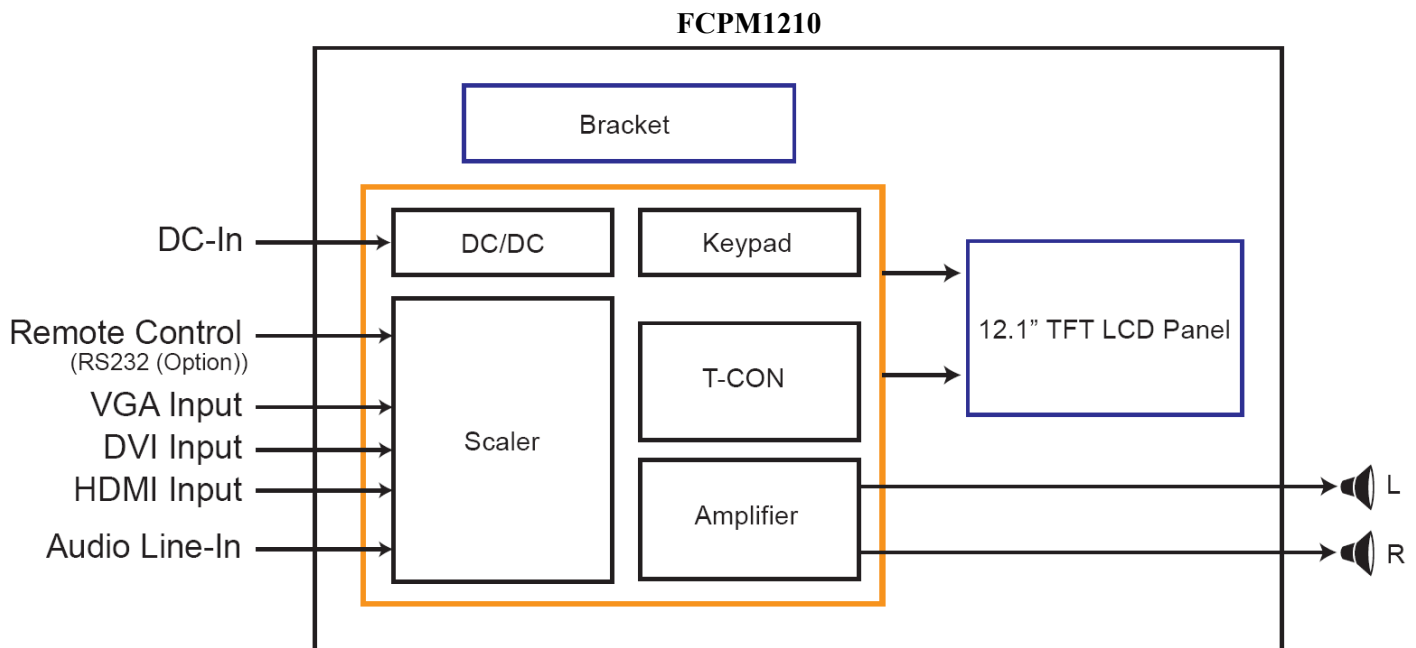 FCPM1210
Bracket
DC-In
DC/DC
Keypad
Remote Control
(RS232 (Option))
VGA Input
DVI Input
HDMI Input
Audio Line-In
Scaler
T-CON
Amplifier
12.1” TFT LCD Panel
L
R